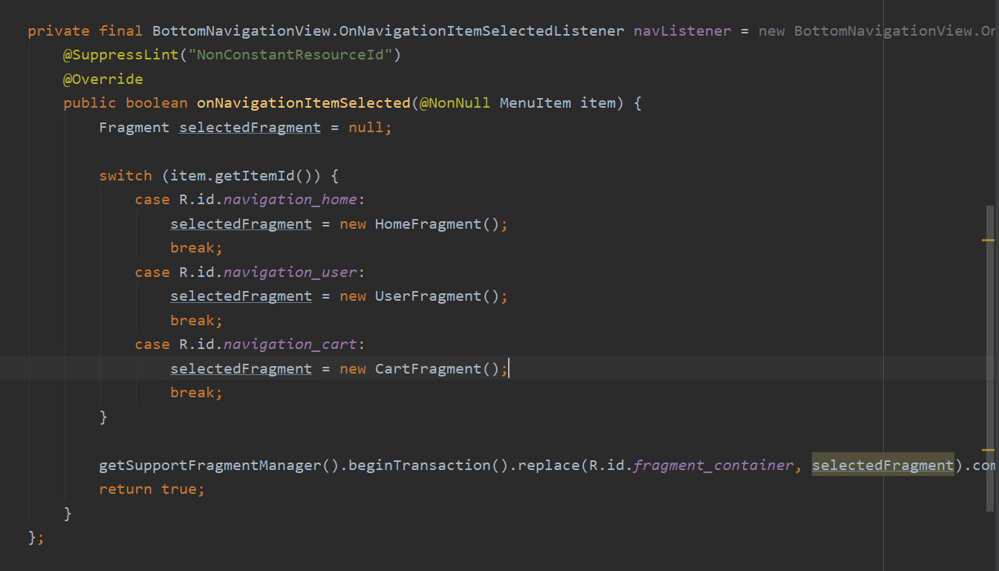 private final BottomNavigationView.OnNavigationItemSelectedListener navListener = new BottomNavigationView.On
@SuppressLint("NonConstantResourceId")
@Override
public boolean onNavigationItemSelected(@NonNull MenuItem item) {
Fragment selectedFragment = null;
switch (item.getItemId()) {
case R.id.navigation_home:
selectedFragment = new HomeFragment();
break;
case R.id.navigation_user:
selectedFragment = new UserFragment();
break;
case R.id.navigation_cart:
selectedFragment = new CartFragment();
break;
}
getSupportFragmentManager().beginTransaction().replace(R.id.fragment_container, selectedFragment).com
return true;
}
};